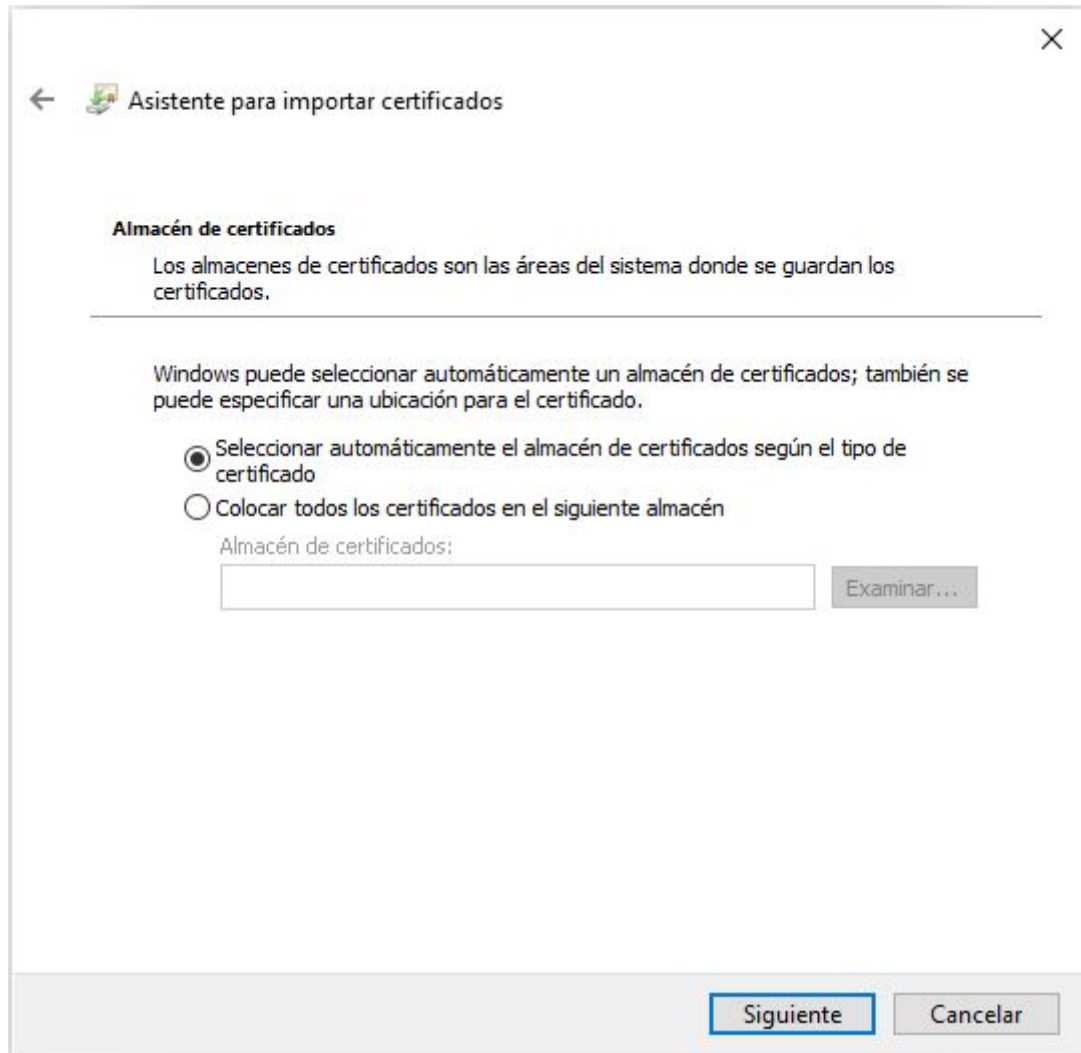 Asistente para importar certificados
Almacén de certificados
Los almacenes de certificados son las áreas del sistema donde se guardan los
certificados.
Windows puede seleccionar automáticamente un almacén de certificados; también se
puede especificar una ubicación para el certificado.
Seleccionar automáticamente el almacén de certificados según el tipo de
certificado
Colocar todos los certificados en el siguiente almacén
Almacén de certificados:
Examinar...
Siguiente
Cancelar